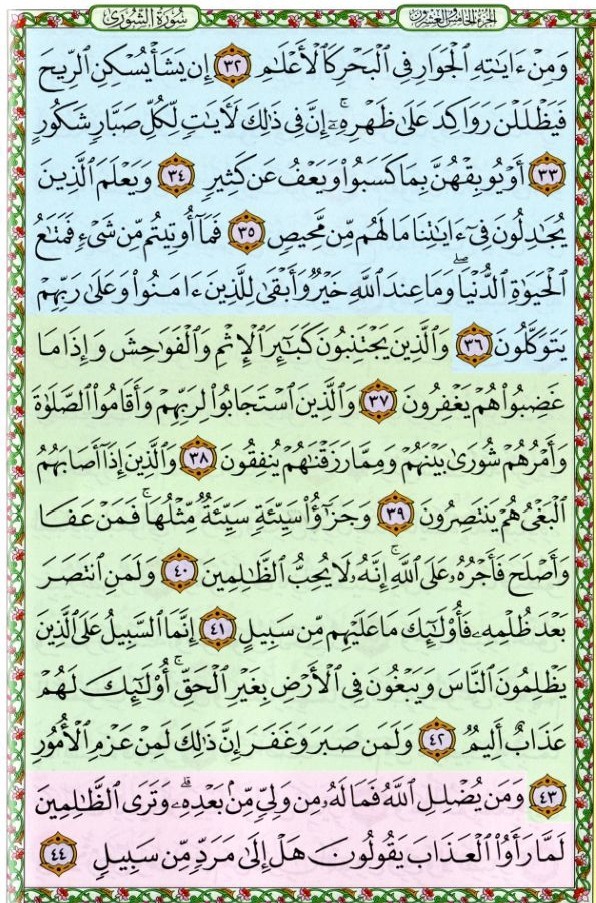 سُورَةُ الشُّورَىٰ
الجزء الخامس والعشرون
وَمِنْ ءَايَٰتِهِ ٱلْجَوَارِ فِى ٱلْبَحْرِ كَٱلْأَعْلَٰمِ ٣٢ إِن يَشَأْ يُسْكِنِ ٱلرِّيحَ
فَيَظْلَلْنَ رَوَاكِدَ عَلَىٰ ظَهْرِهِۦٓ ۚ إِنَّ فِى ذَٰلِكَ لَءَايَٰتٍ لِّكُلِّ صَبَّارٍ شَكُورٍ
٣٣ أَوْ يُوبِقْهُنَّ بِمَا كَسَبُوا۟ وَيَعْفُ عَن كَثِيرٍ ٣٤ وَيَعْلَمَ ٱلَّذِينَ
يُجَٰدِلُونَ فِىٓ ءَايَٰتِنَا مَا لَهُم مِّن مَّحِيصٍ ٣٥ فَمَآ أُوتِيتُم مِّن شَىْءٍ فَمَتَٰعُ
ٱلْحَيَوٰةِ ٱلدُّنْيَا ۖ وَمَا عِندَ ٱللَّهِ خَيْرٌ وَأَبْقَىٰ لِلَّذِينَ ءَامَنُوا۟ وَعَلَىٰ رَبِّهِمْ
يَتَوَكَّلُونَ ٣٦ وَٱلَّذِينَ يَجْتَنِبُونَ كَبَٰٓئِرَ ٱلْإِثْمِ وَٱلْفَوَٰحِشَ وَإِذَا مَا
غَضِبُوا۟ هُمْ يَغْفِرُونَ ٣٧ وَٱلَّذِينَ ٱسْتَجَابُوا۟ لِرَبِّهِمْ وَأَقَامُوا۟ ٱلصَّلَوٰةَ
وَأَمْرُهُمْ شُورَىٰ بَيْنَهُمْ وَمِمَّا رَزَقْنَٰهُمْ يُنفِقُونَ ٣٨ وَٱلَّذِينَ إِذَآ أَصَابَهُمُ
ٱلْبَغْىُ هُمْ يَنتَصِرُونَ ٣٩ وَجَزَٰٓؤُا۟ سَيِّئَةٍ سَيِّئَةٌ مِّثْلُهَا ۖ فَمَنْ عَفَا
وَأَصْلَحَ فَأَجْرُهُۥ عَلَى ٱللَّهِ ۚ إِنَّهُۥ لَا يُحِبُّ ٱلظَّٰلِمِينَ ٤٠ وَلَمَنِ ٱنتَصَرَ
بَعْدَ ظُلْمِهِۦ فَأُو۟لَٰٓئِكَ مَا عَلَيْهِم مِّن سَبِيلٍ ٤١ إِنَّمَا ٱلسَّبِيلُ عَلَى ٱلَّذِينَ
يَظْلِمُونَ ٱلنَّاسَ وَيَبْغُونَ فِى ٱلْأَرْضِ بِغَيْرِ ٱلْحَقِّ ۚ أُو۟لَٰٓئِكَ لَهُمْ
عَذَابٌ أَلِيمٌ ٤٢ وَلَمَن صَبَرَ وَغَفَرَ إِنَّ ذَٰلِكَ لَمِنْ عَزْمِ ٱلْأُمُورِ
٤٣ وَمَن يُضْلِلِ ٱللَّهُ فَمَا لَهُۥ مِن وَلِىٍّ مِّنۢ بَعْدِهِۦ ۗ وَتَرَى ٱلظَّٰلِمِينَ
لَمَّا رَأَوُا۟ ٱلْعَذَابَ يَقُولُونَ هَلْ إِلَىٰ مَرَدٍّ مِّن سَبِيلٍ ٤٤